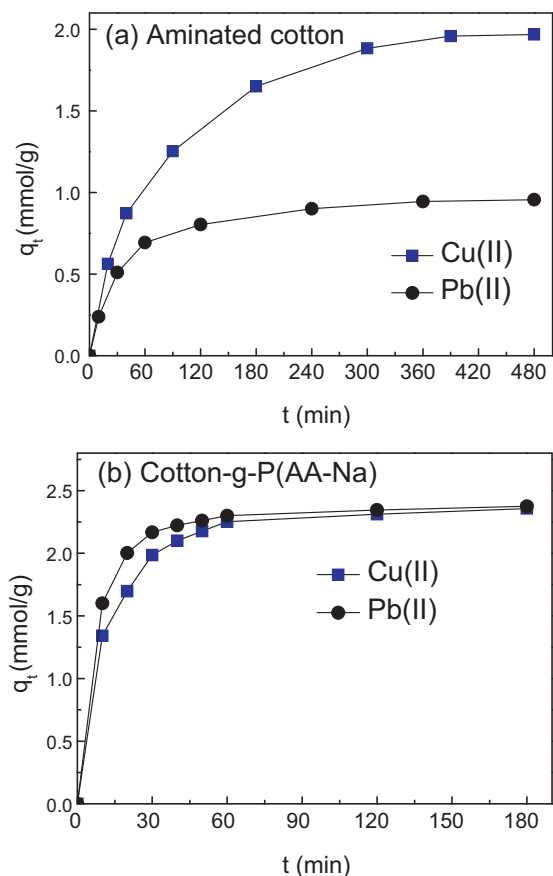 (a) Aminated cotton
2.0
1.5
1.0
0.5
0.0
qt (mmol/g)
Cu(II)
Pb(II)
0 60 120 180 240 300 360 420 480
t (min)
(b) Cotton-g-P(AA-Na)
2.5
2.0
1.5
1.0
0.5
0.0
qt (mmol/g)
Cu(II)
Pb(II)
0 30 60 90 120 150 180
t (min)